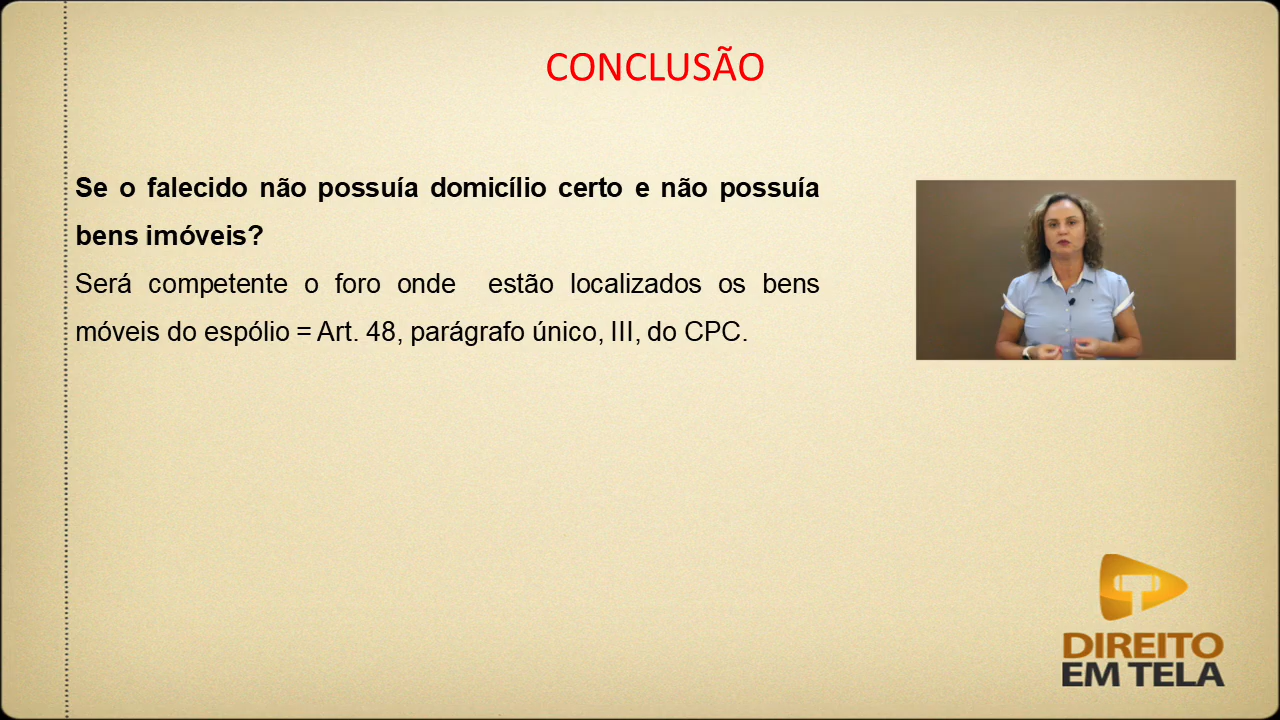 CONCLUSÃO
Se o falecido não possuía domicílio certo e não possuía
bens imóveis?
Será competente o foro onde estão localizados os bens
móveis do espólio = Art. 48, parágrafo único, III, do CPC.
DIREITO
EM TELA